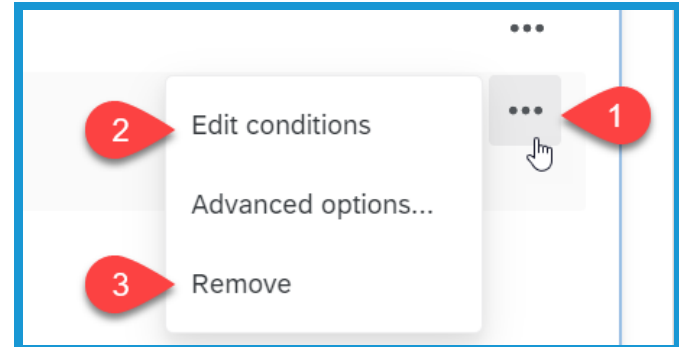 •••
2 Edit conditions ••• 1
Advanced options...
3 Remove